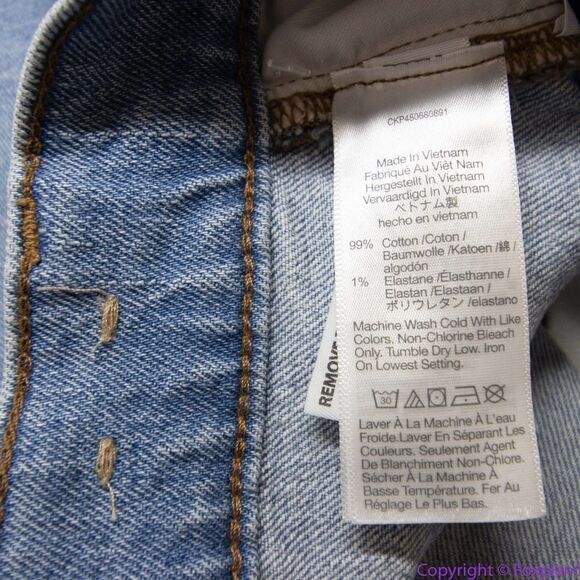 CKP450680891
Made In Vietnam
Fabriqué Au Viêt Nam
Hergestellt In Vietnam
Vervaardigd In Vietnam
ベトナム製
hecho en vietnam
99% Cotton /Coton /
Baumwolle /Katoen /綿 /
algodón
1% Elastane /Élasthanne /
Elastan /Elastaan /
ポリウレタン /elastano
Machine Wash Cold With Like
Colors. Non-Chlorine Bleach
Only. Tumble Dry Low. Iron
On Lowest Setting.
30
Laver À La Machine À L'eau
Froide.Laver En Séparant Les
Couleurs. Seulement Agent
De Blanchiment Non-Chlore.
Sécher À La Machine À
Basse Température. Fer Au
Réglage Le Plus Bas.
REMOVE
Copyright ©